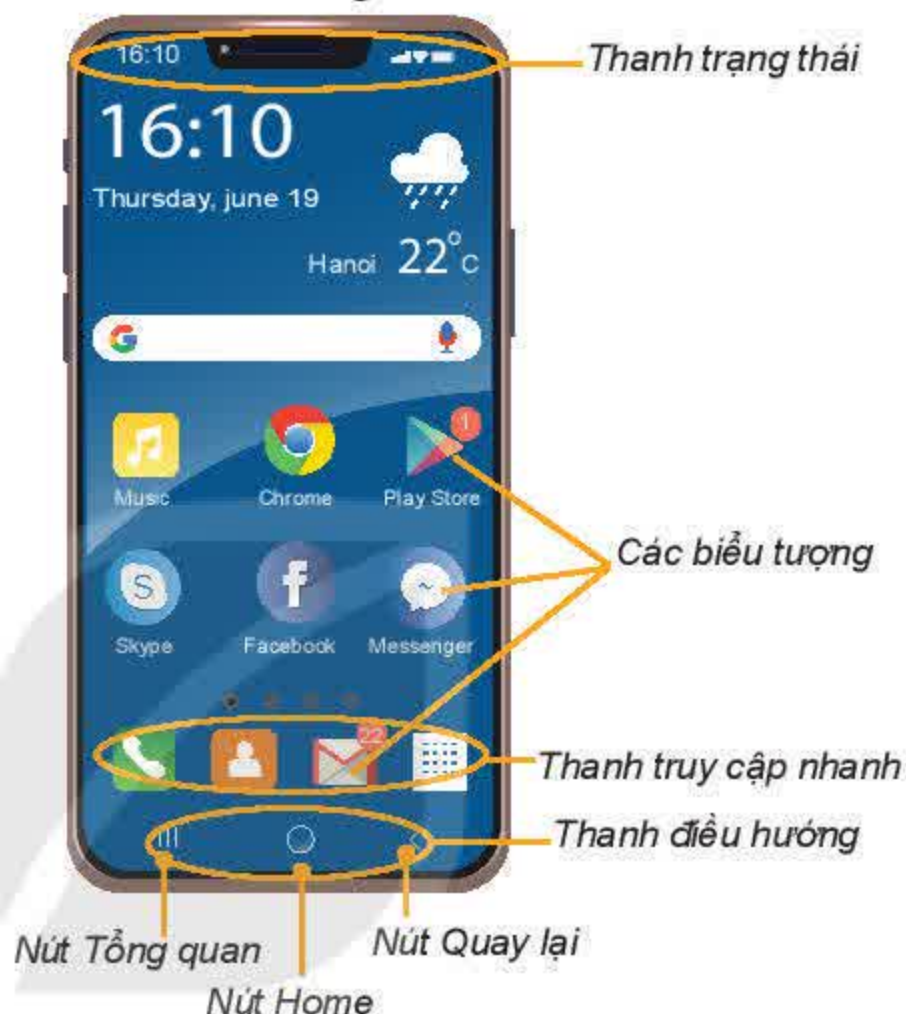 16:10
Thanh trạng thái
16:10
Thursday, june 19
Hanoi 22°C
G
1
Music Chrome Play Store
Các biểu tượng
S f
Skype Facebook Messenger
22
Thanh truy cập nhanh
Thanh điều hướng
Nút Tổng quan
Nút Quay lại
Nút Home